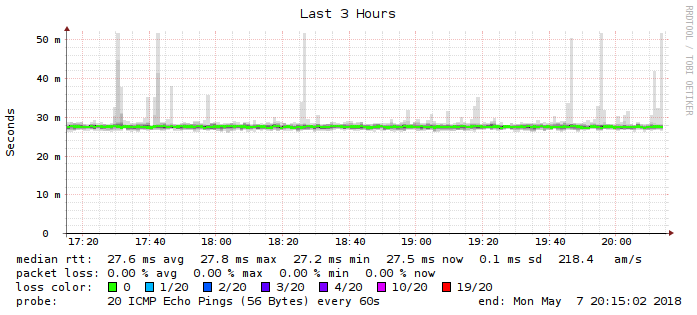 Last 3 Hours
RRDTOOL / TOBI OETIKER
Seconds
50 m
40 m
30 m
20 m
10 m
0
17:20 17:40 18:00 18:20 18:40 19:00 19:20 19:40 20:00
median rtt: 27.6 ms avg 27.8 ms max 27.2 ms min 27.5 ms now 0.1 ms sd 218.4 am/s
packet loss: 0.00 % avg 0.00 % max 0.00 % min 0.00 % now
loss color: 0 1/20 2/20 3/20 4/20 10/20 19/20
probe: 20 ICMP Echo Pings (56 Bytes) every 60s end: Mon May 7 20:15:02 2018